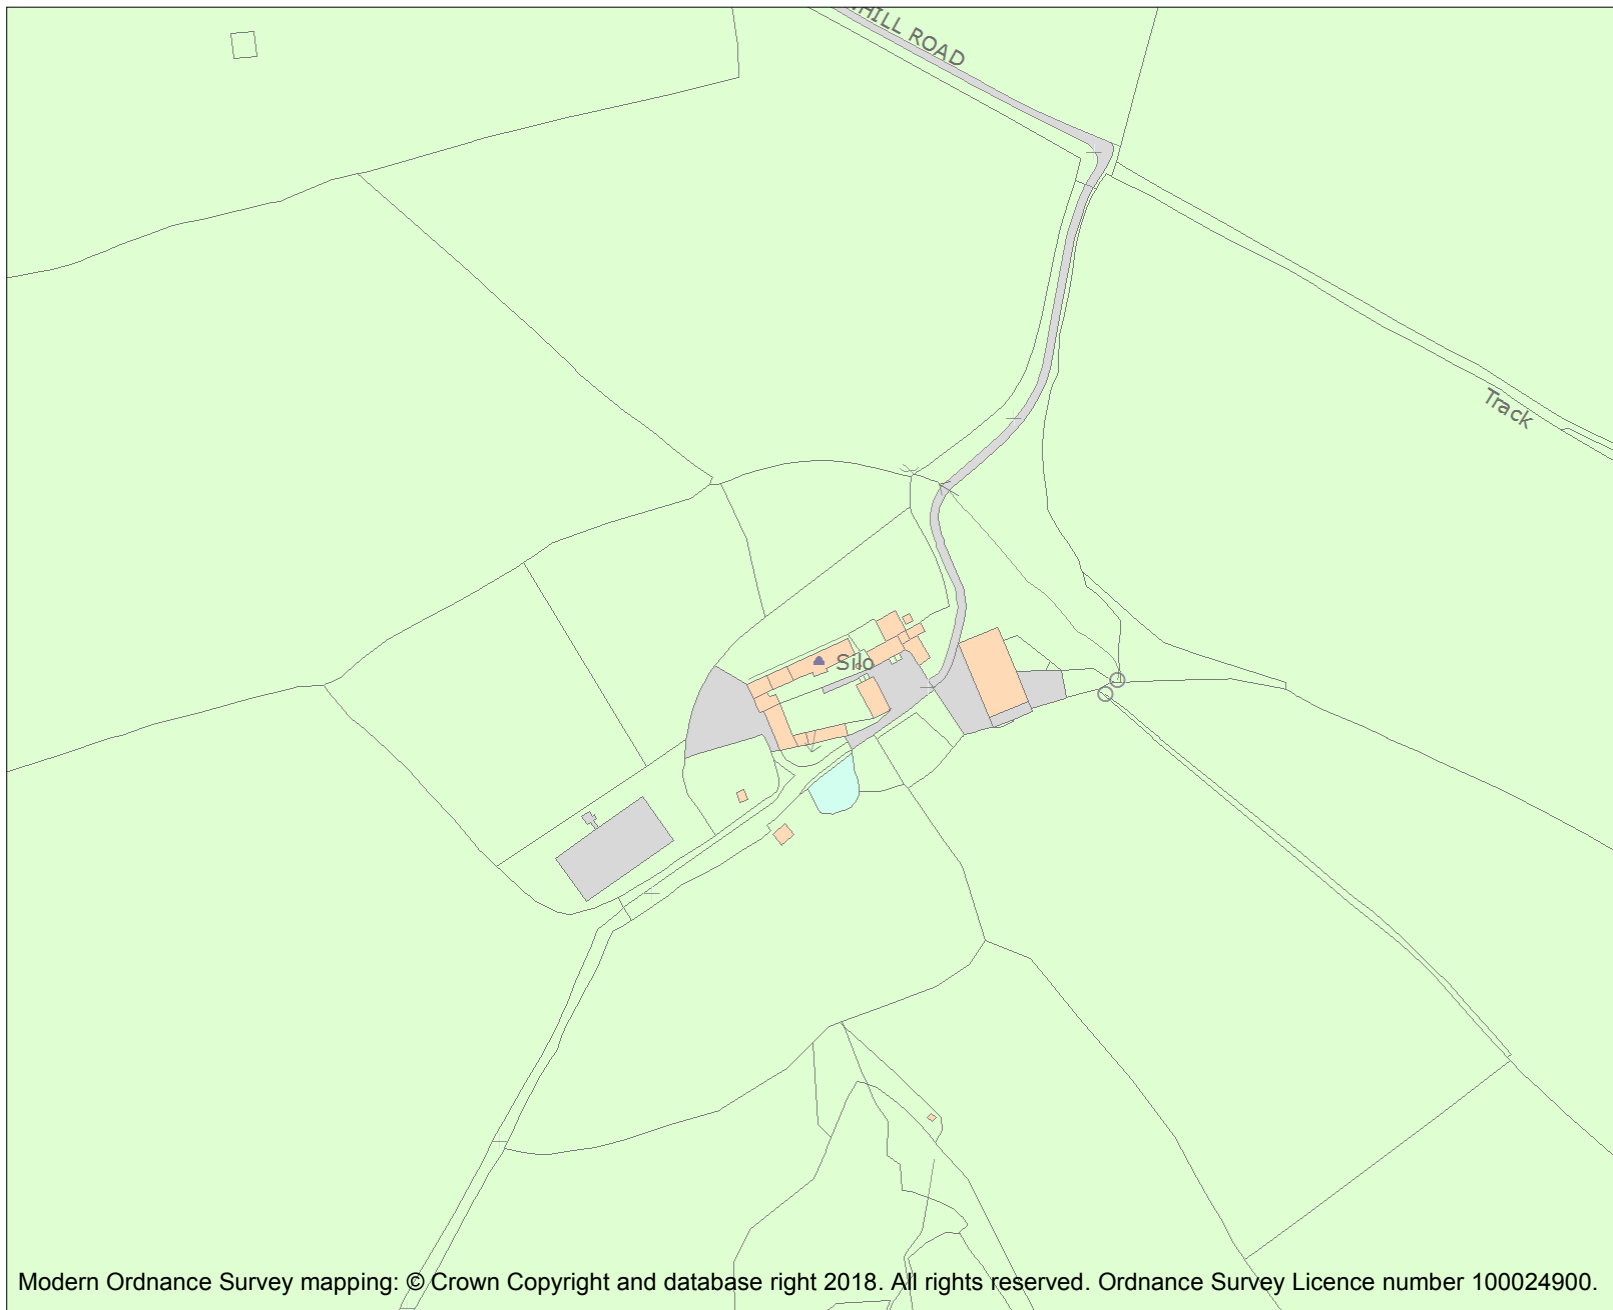 HILL ROAD
Track
Silo
Modern Ordnance Survey mapping: © Crown Copyright and database right 2018. All rights reserved. Ordnance Survey Licence number 100024900.